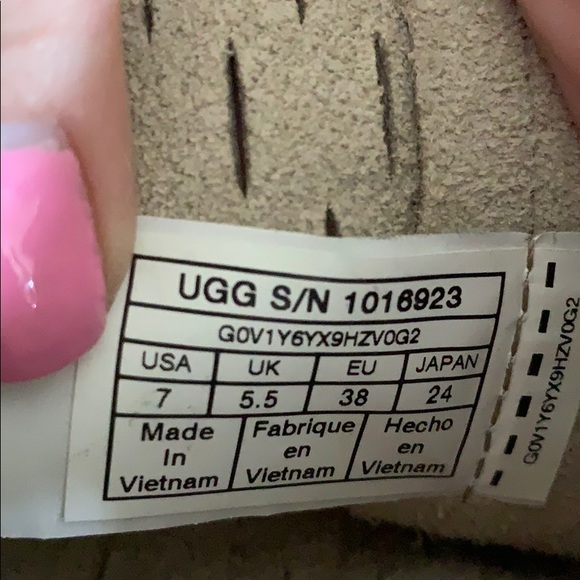 UGG S/N 1016923
G0V1Y6YX9HZV0G2
USA UK EU JAPAN
7 5.5 38 24
Made In Vietnam
Fabrique en Vietnam
Hecho en Vietnam
G0V1Y6YX9HZV0G2